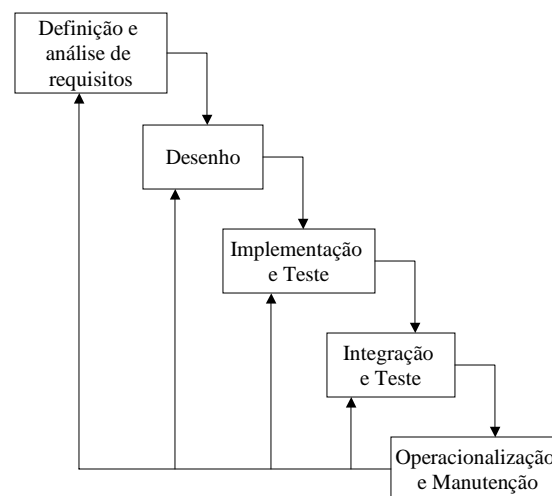 Definição e
análise de
requisitos
Desenho
Implementação
e Teste
Integração
e Teste
Operacionalização
e Manutenção